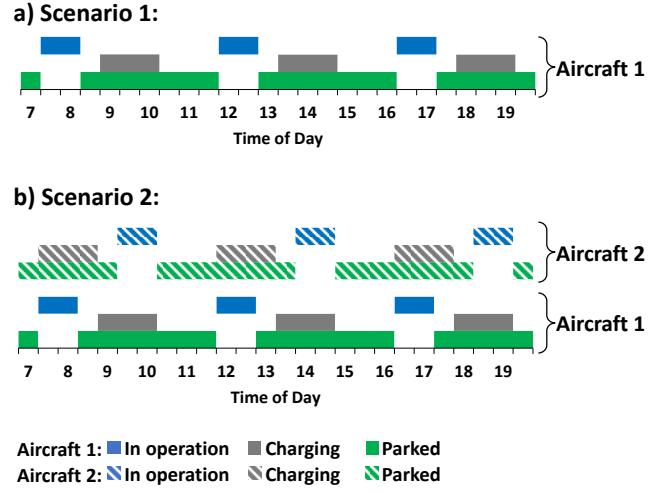 a) Scenario 1:
Aircraft 1
7 8 9 10 11 12 13 14 15 16 17 18 19
Time of Day
b) Scenario 2:
Aircraft 2
Aircraft 1
7 8 9 10 11 12 13 14 15 16 17 18 19
Time of Day
Aircraft 1: In operation Charging Parked
Aircraft 2: In operation Charging Parked